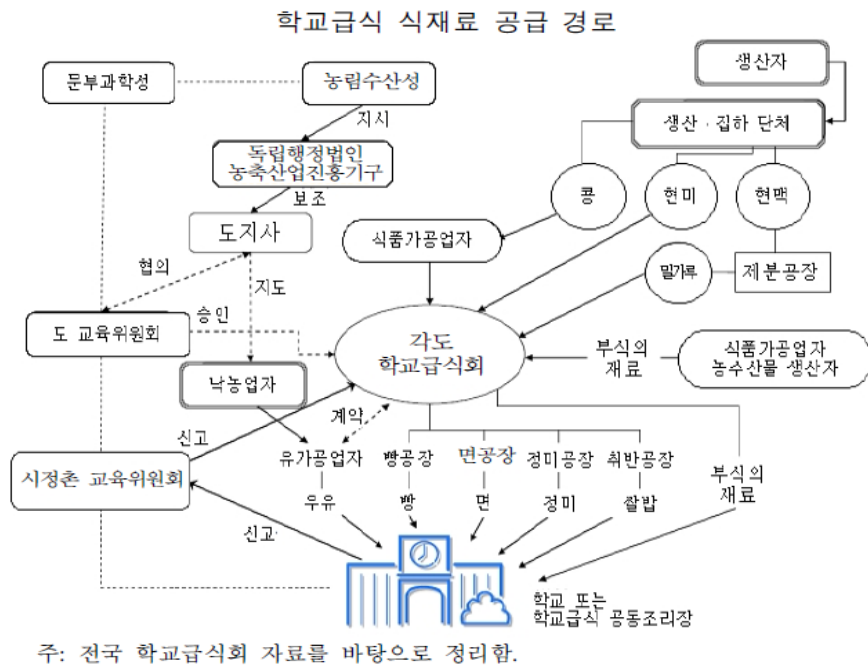 학교급식 식재료 공급 경로
생산자
문부과학성
농림수산성
지시
생산 · 집하 단체
독립행정법인
농축산업진흥기구
보조
콩
현미
현맥
도지사
식품가공업자
협의
지도
밀가루
제분공장
승인
도 교육위원회
각도
학교급식회
부식의
재료
식품가공업자
농수산물 생산자
낙농업자
계약
신고
유가공업자
빵공장
면공장
정미공장
취반공장
시정촌 교육위원회
부식의
재료
우유
빵
면
정미
쌀밥
신고
학교 또는
학교급식 공동조리장
주: 전국 학교급식회 자료를 바탕으로 정리함.